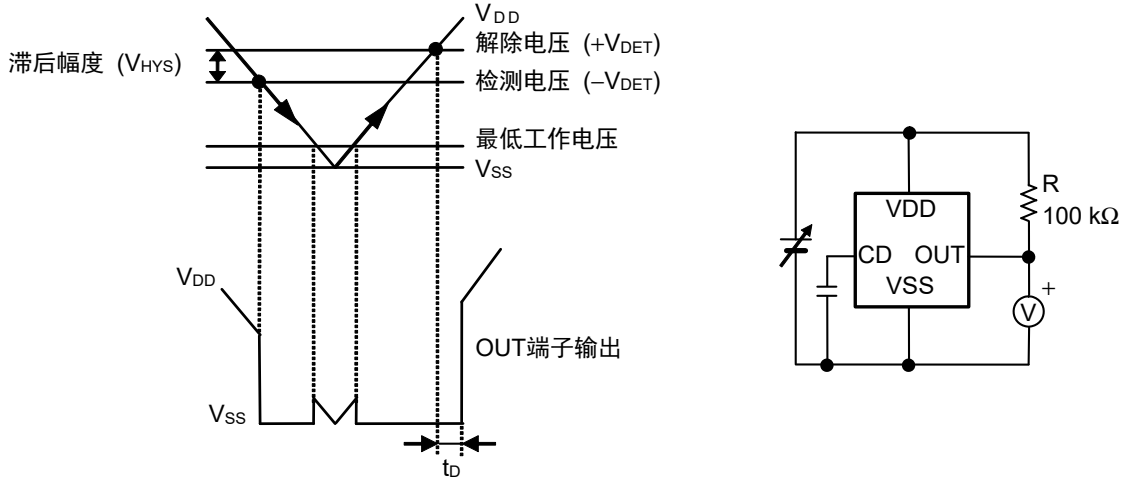 VDD
解除电压 (+VDET)
滞后幅度 (VHYS)
检测电压 (−VDET)
最低工作电压
VSS
VDD
OUT端子输出
VSS
tD
VDD
R
100 kΩ
CD OUT
VSS
+
V